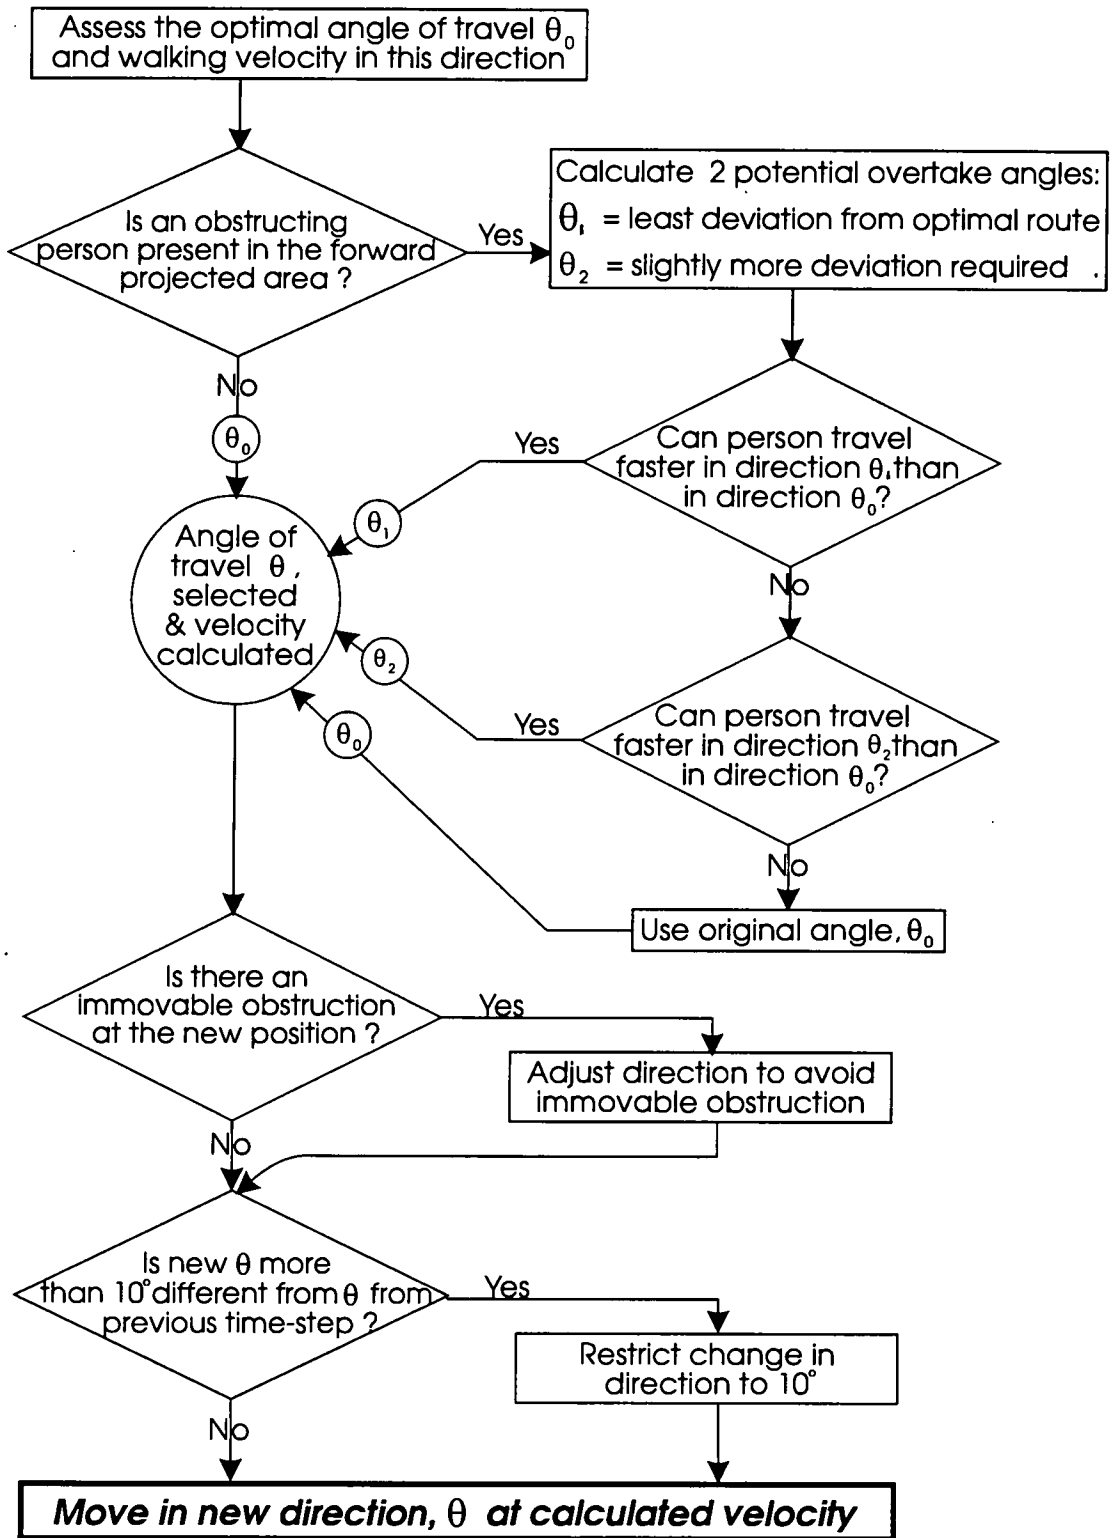 Assess the optimal angle of travel θ₀
and walking velocity in this direction
Is an obstructing
person present in the forward
projected area ?
Yes
Calculate 2 potential overtake angles:
θ₁ = least deviation from optimal route
θ₂ = slightly more deviation required
No
θ₀
Can person travel
faster in direction θ₁ than
in direction θ₀?
Yes
θ₁
Angle of
travel θ ,
selected
& velocity
calculated
No
θ₂
Can person travel
faster in direction θ₂ than
in direction θ₀?
Yes
θ₀
No
Use original angle, θ₀
Is there an
immovable obstruction
at the new position ?
Yes
Adjust direction to avoid
immovable obstruction
No
Is new θ more
than 10° different from θ from
previous time-step ?
Yes
Restrict change in
direction to 10°
No
Move in new direction, θ at calculated velocity